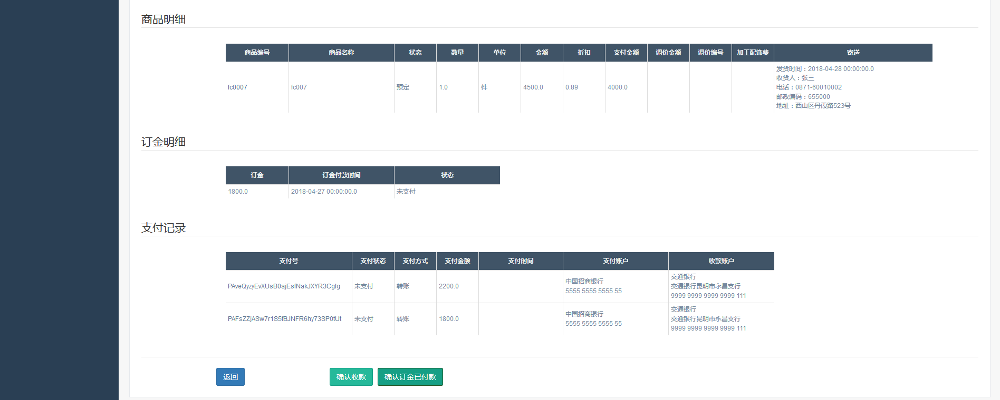 商品明细
商品编号 商品名称 状态 数量 单位 金额 折扣 支付金额 调价金额 调价编号 加工配饰费 寄送
fc0007 fc007 预定 1.0 件 4500.0 0.89 4000.0
发货时间：2018-04-28 00:00:00.0
收货人：张三
电话：0871-60010002
邮政编码：655000
地址：西山区丹霞路523号
订金明细
订金 订金付款时间 状态
1800.0 2018-04-27 00:00:00.0 未支付
支付记录
支付号 支付状态 支付方式 支付金额 支付时间 支付账户 收款账户
PAveQyzyEvXUsB0ajEsfNakJXYR3CgIg 未支付 转账 2200.0
中国招商银行
5555 5555 5555 55
交通银行
交通银行昆明市永昌支行
9999 9999 9999 9999 111
PAFsZZjASw7r1S5fBJNFR6hy73SP0tUt 未支付 转账 1800.0
中国招商银行
5555 5555 5555 55
交通银行
交通银行昆明市永昌支行
9999 9999 9999 9999 111
返回 确认收款 确认订金已付款